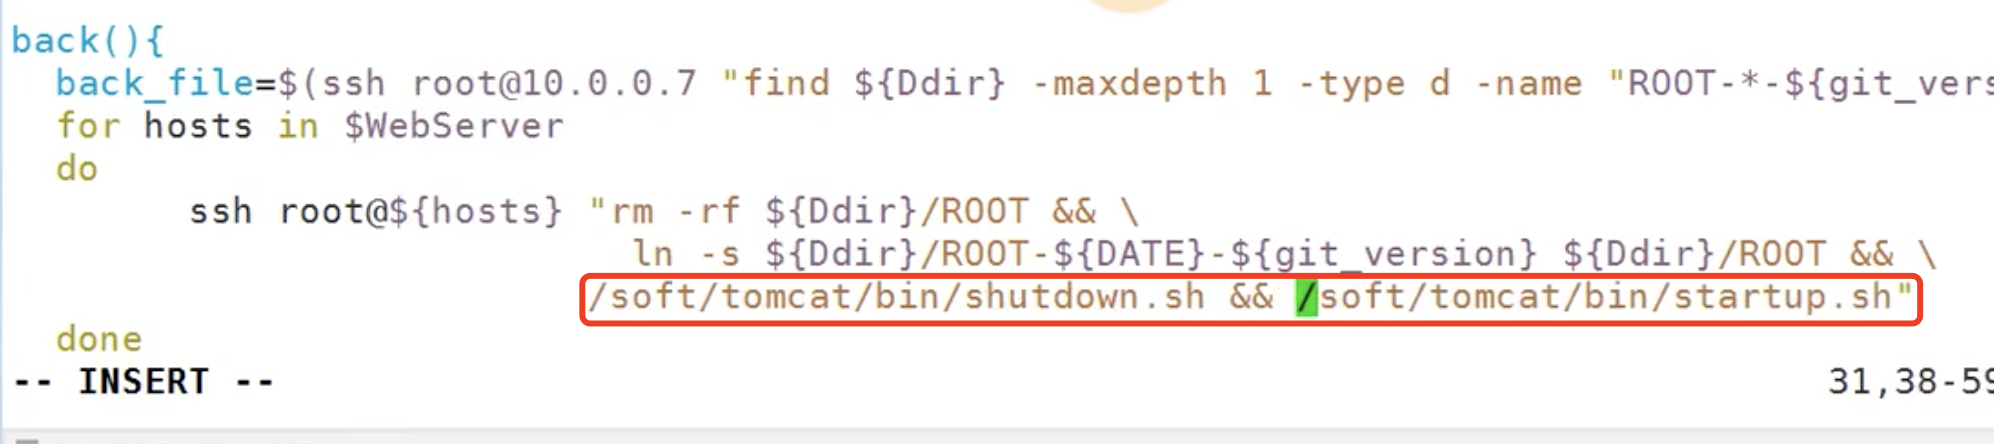 back(){
back_file=$(ssh root@10.0.0.7 "find ${Ddir} -maxdepth 1 -type d -name "ROOT-*-${git_vers
for hosts in $WebServer
do
ssh root@${hosts} "rm -rf ${Ddir}/ROOT && \
ln -s ${Ddir}/ROOT-${DATE}-${git_version} ${Ddir}/ROOT && \
/soft/tomcat/bin/shutdown.sh && /soft/tomcat/bin/startup.sh"
done
-- INSERT -- 31,38-59